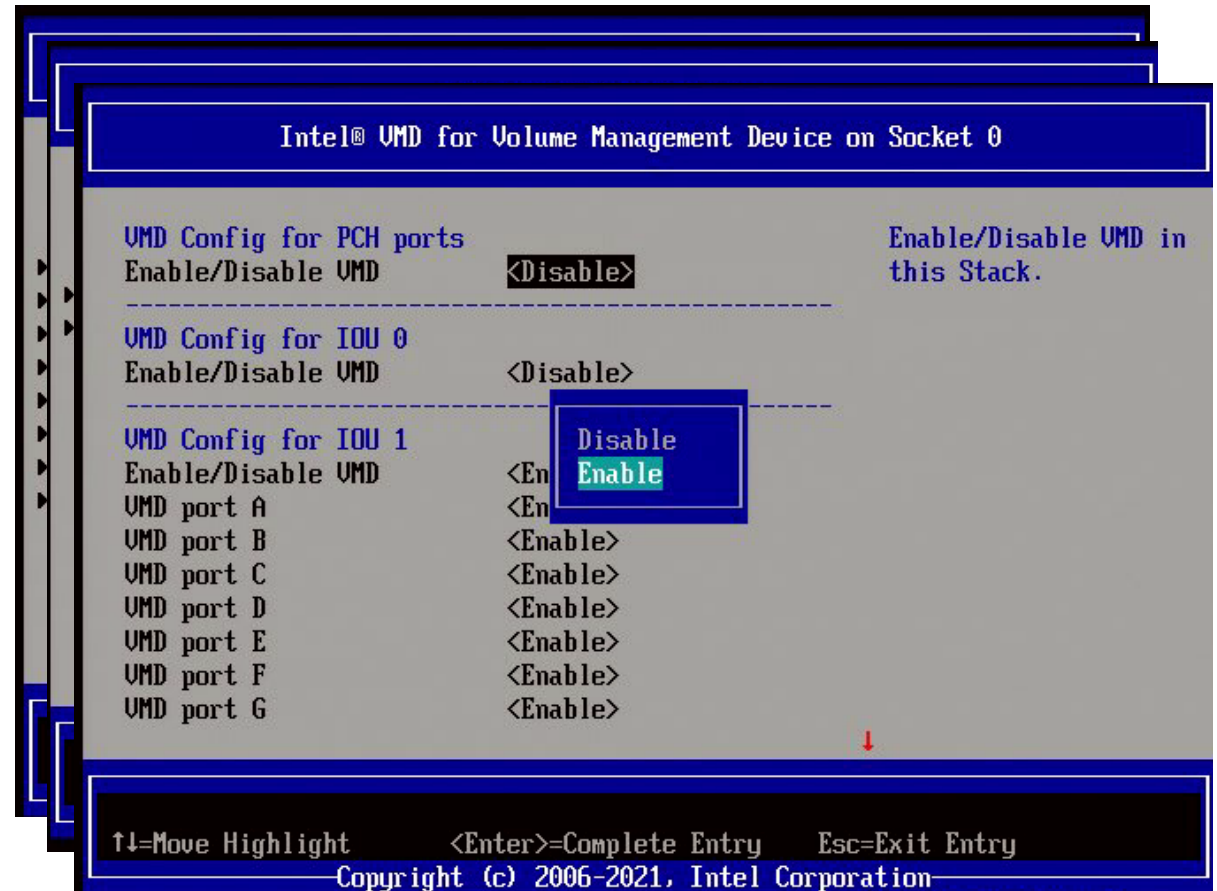 Intel® VMD for Volume Management Device on Socket 0
VMD Config for PCH ports
Enable/Disable VMD <Disable>
Enable/Disable VMD in
this Stack.
VMD Config for IOU 0
Enable/Disable VMD <Disable>
VMD Config for IOU 1
Enable/Disable VMD <En
Disable
Enable
VMD port A <En
VMD port B <Enable>
VMD port C <Enable>
VMD port D <Enable>
VMD port E <Enable>
VMD port F <Enable>
VMD port G <Enable>
↓
↑↓=Move Highlight <Enter>=Complete Entry Esc=Exit Entry
Copyright (c) 2006-2021, Intel Corporation